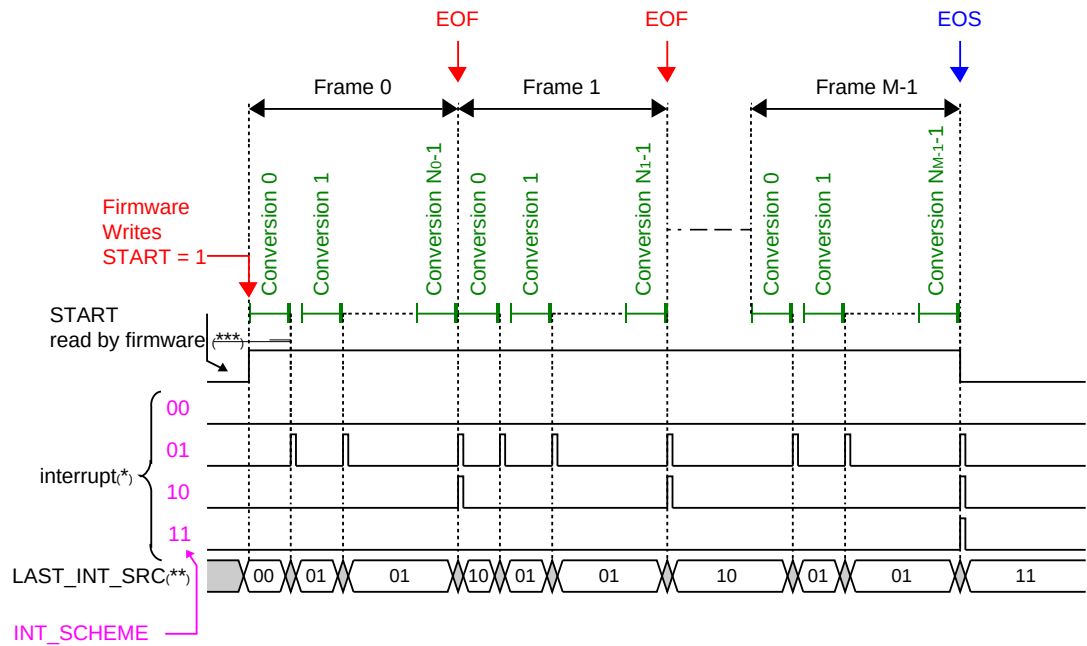 EOF EOF EOS
Frame 0 Frame 1 Frame M-1
Conversion 0 Conversion 1 Conversion N0-1 Conversion 0 Conversion 1 Conversion N1-1 Conversion 0 Conversion 1 Conversion NM-1-1
Firmware
Writes
START = 1
START
read by firmware (***)
00
01
interrupt(*)
10
11
LAST_INT_SRC(**) 00 01 01 10 01 01 10 01 01 11
INT_SCHEME